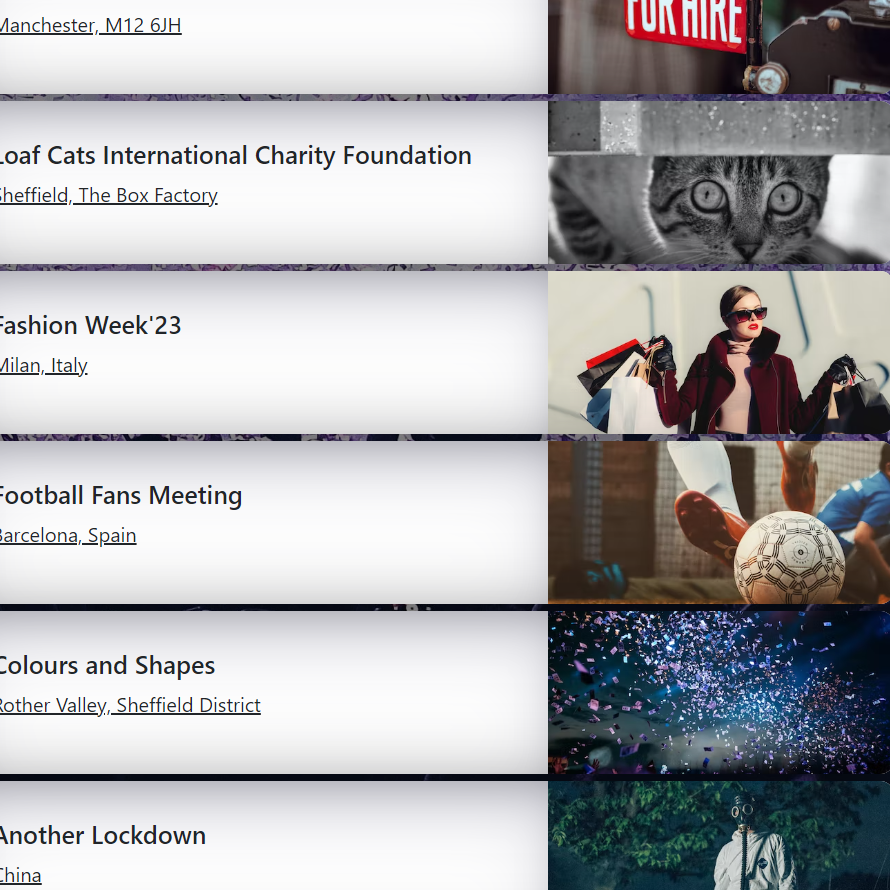 Manchester, M12 6JH
FOR HIRE
Loaf Cats International Charity Foundation
Sheffield, The Box Factory
Fashion Week'23
Milan, Italy
Football Fans Meeting
Barcelona, Spain
Colours and Shapes
Rother Valley, Sheffield District
Another Lockdown
China